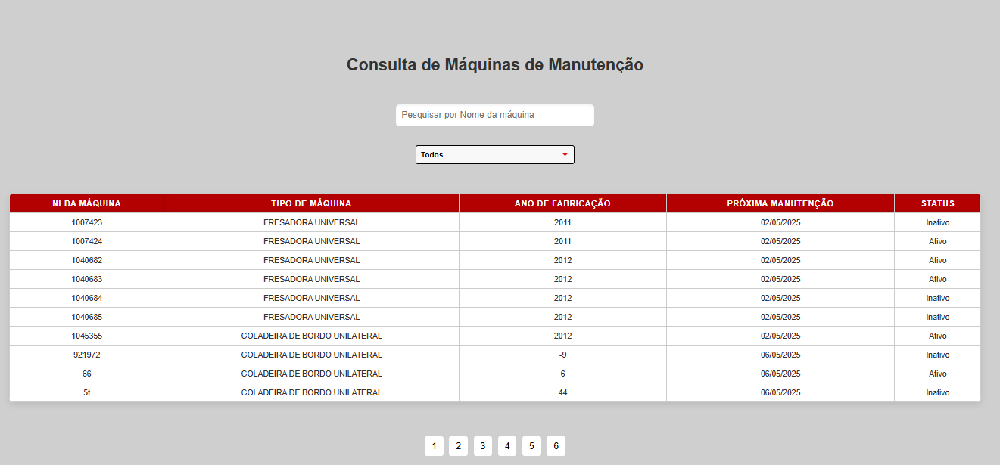 Consulta de Máquinas de Manutenção
Pesquisar por Nome da máquina
Todos
NI DA MÁQUINA TIPO DE MÁQUINA ANO DE FABRICAÇÃO PRÓXIMA MANUTENÇÃO STATUS
1007423 FRESADORA UNIVERSAL 2011 02/05/2025 Inativo
1007424 FRESADORA UNIVERSAL 2011 02/05/2025 Ativo
1040682 FRESADORA UNIVERSAL 2012 02/05/2025 Ativo
1040683 FRESADORA UNIVERSAL 2012 02/05/2025 Ativo
1040684 FRESADORA UNIVERSAL 2012 02/05/2025 Inativo
1040685 FRESADORA UNIVERSAL 2012 02/05/2025 Inativo
1045355 COLADEIRA DE BORDO UNILATERAL 2012 02/05/2025 Ativo
921972 COLADEIRA DE BORDO UNILATERAL -9 06/05/2025 Inativo
66 COLADEIRA DE BORDO UNILATERAL 6 06/05/2025 Ativo
5t COLADEIRA DE BORDO UNILATERAL 44 06/05/2025 Inativo
1 2 3 4 5 6